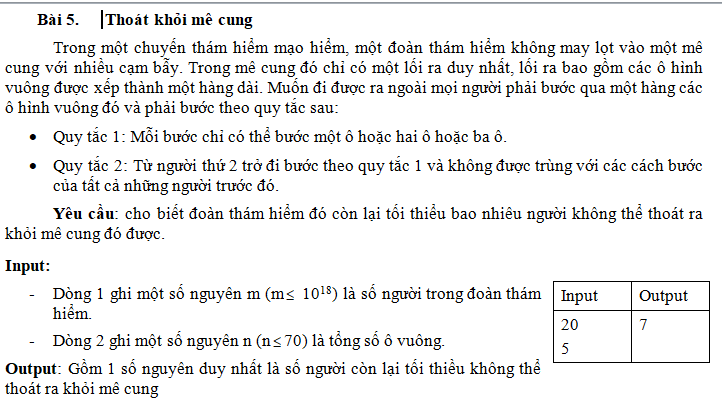 Bài 5. Thoát khỏi mê cung
Trong một chuyến thám hiểm mạo hiểm, một đoàn thám hiểm không may lọt vào một mê
cung với nhiều cạm bẫy. Trong mê cung đó chỉ có một lối ra duy nhất, lối ra bao gồm các ô hình
vuông được xếp thành một hàng dài. Muốn đi được ra ngoài mọi người phải bước qua một hàng các
ô hình vuông đó và phải bước theo quy tắc sau:
• Quy tắc 1: Mỗi bước chỉ có thể bước một ô hoặc hai ô hoặc ba ô.
• Quy tắc 2: Từ người thứ 2 trở đi bước theo quy tắc 1 và không được trùng với các cách bước
của tất cả những người trước đó.
Yêu cầu: cho biết đoàn thám hiểm đó còn lại tối thiểu bao nhiêu người không thể thoát ra
khỏi mê cung đó được.
Input:
- Dòng 1 ghi một số nguyên m (m≤ 10¹⁸) là số người trong đoàn thám
hiểm.
- Dòng 2 ghi một số nguyên n (n≤70) là tổng số ô vuông.
Output: Gồm 1 số nguyên duy nhất là số người còn lại tối thiểu không thể
thoát ra khỏi mê cung
Input Output
20 7
5